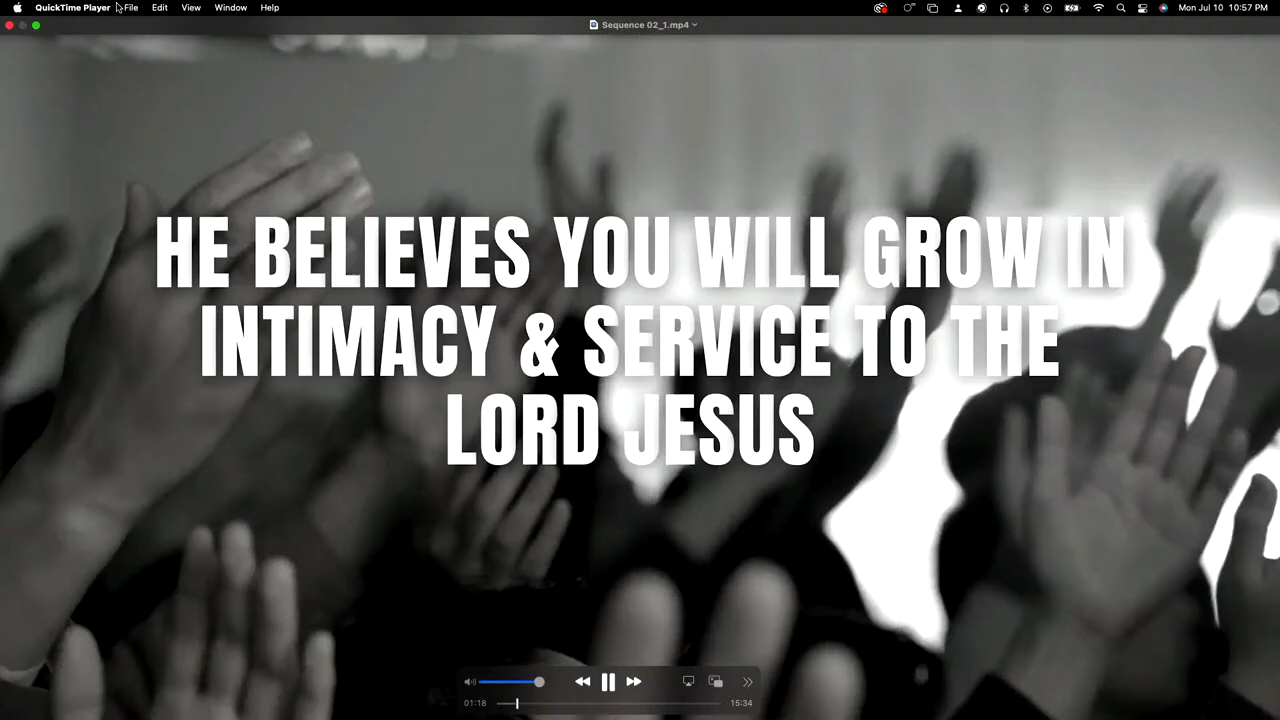 QuickTime Player File Edit View Window Help Mon Jul 10 10:57 PM
Sequence 02_1.mp4
HE BELIEVES YOU WILL GROW IN
INTIMACY & SERVICE TO THE
LORD JESUS
01:18 15:34